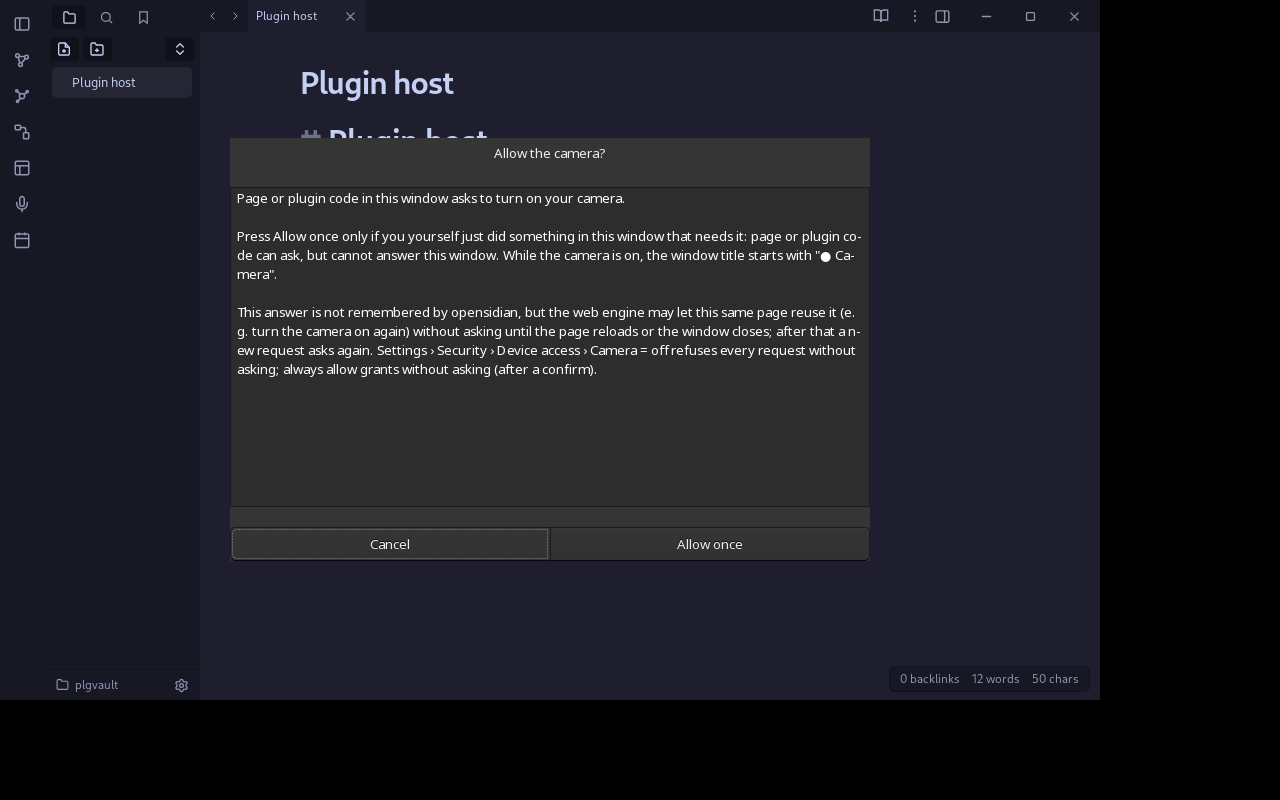 Plugin host
Plugin host
Plugin host
# Plugin host
Allow the camera?
Page or plugin code in this window asks to turn on your camera.
Press Allow once only if you yourself just did something in this window that needs it: page or plugin co-
de can ask, but cannot answer this window. While the camera is on, the window title starts with "● Ca-
mera".
This answer is not remembered by opensidian, but the web engine may let this same page reuse it (e.
g. turn the camera on again) without asking until the page reloads or the window closes; after that a n-
ew request asks again. Settings › Security › Device access › Camera = off refuses every request without
asking; always allow grants without asking (after a confirm).
Cancel
Allow once
plgvault
0 backlinks 12 words 50 chars